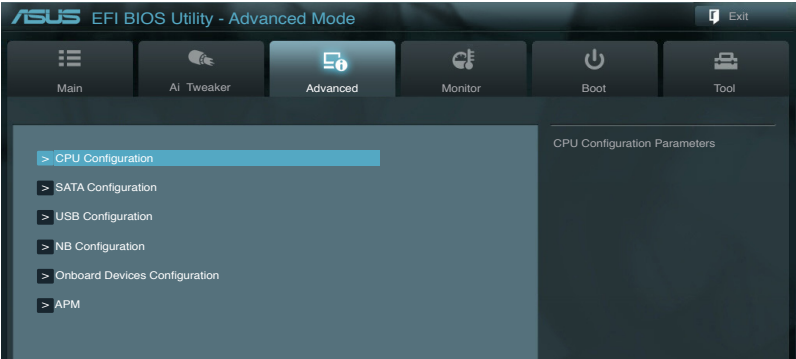 ASUS EFI BIOS Utility - Advanced Mode
Exit
Main
Ai Tweaker
Advanced
Monitor
Boot
Tool
> CPU Configuration
> SATA Configuration
> USB Configuration
> NB Configuration
> Onboard Devices Configuration
> APM
CPU Configuration Parameters